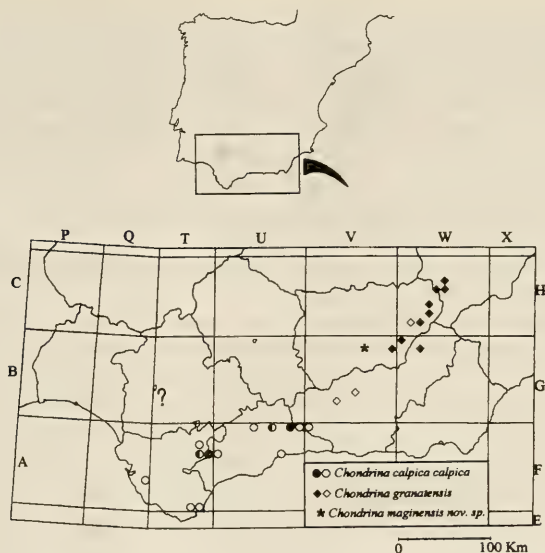 P Q T U V W X
C H
B G
?
A
● ○ Chondrina calpica calpica
◆ ◇ Chondrina granatensis
★ Chondrina maginensis nov. sp.
E
0 100 Km